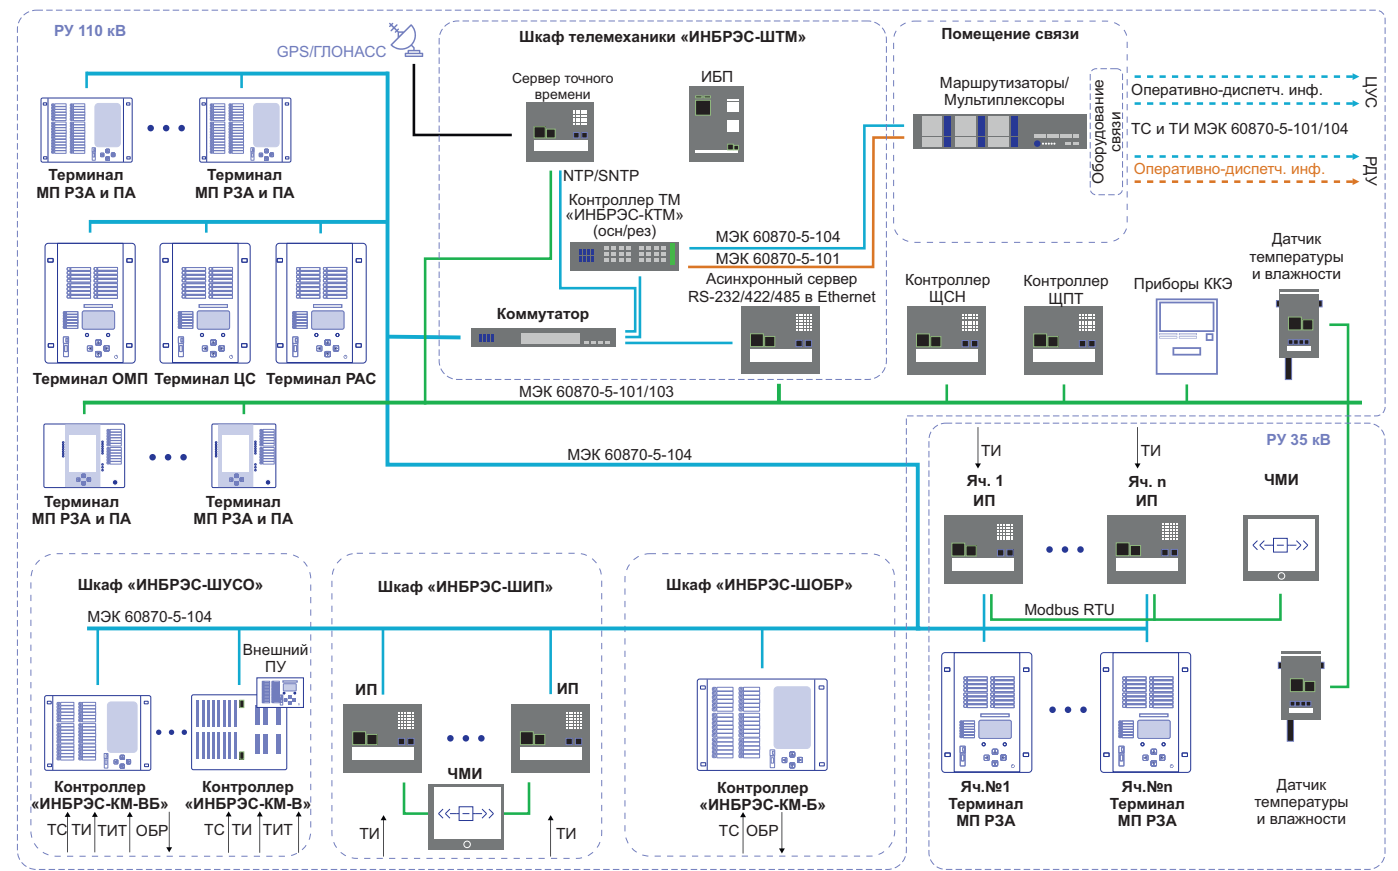 РУ 110 кВ
GPS/ГЛОНАСС
Шкаф телемеханики «ИНБРЭС-ШТМ»
Сервер точного
времени
ИБП
NTP/SNTP
Контроллер ТМ
«ИНБРЭС-КТМ»
(осн/рез)
МЭК 60870-5-104
МЭК 60870-5-101
Асинхронный сервер
RS-232/422/485 в Ethernet
Коммутатор
Помещение связи
Маршрутизаторы/
Мультиплексоры
Оборудование
связи
Оперативно-диспетч. инф.
ТС и ТИ МЭК 60870-5-101/104
Оперативно-диспетч. инф.
ЦУС
РДУ
Терминал
МП РЗА и ПА
Терминал
МП РЗА и ПА
Терминал ОМП
Терминал ЦС
Терминал РАС
Контроллер
ЩСН
Контроллер
ЩПТ
Приборы ККЭ
Датчик
температуры
и влажности
МЭК 60870-5-101/103
Терминал
МП РЗА и ПА
Терминал
МП РЗА и ПА
МЭК 60870-5-104
РУ 35 кВ
ТИ
Яч. 1
ИП
ТИ
Яч. n
ИП
ЧМИ
Modbus RTU
Яч.№1
Терминал
МП РЗА
Яч.№n
Терминал
МП РЗА
Датчик
температуры
и влажности
Шкаф «ИНБРЭС-ШУСО»
МЭК 60870-5-104
Внешний
ПУ
Контроллер
«ИНБРЭС-КМ-ВБ»
ТС
ТИ
ТИТ
ОБР
Контроллер
«ИНБРЭС-КМ-В»
ТС
ТИ
ТИТ
Шкаф «ИНБРЭС-ШИП»
ИП
ИП
ЧМИ
ТИ
ТИ
Шкаф «ИНБРЭС-ШОБР»
Контроллер
«ИНБРЭС-КМ-Б»
ТС
ОБР